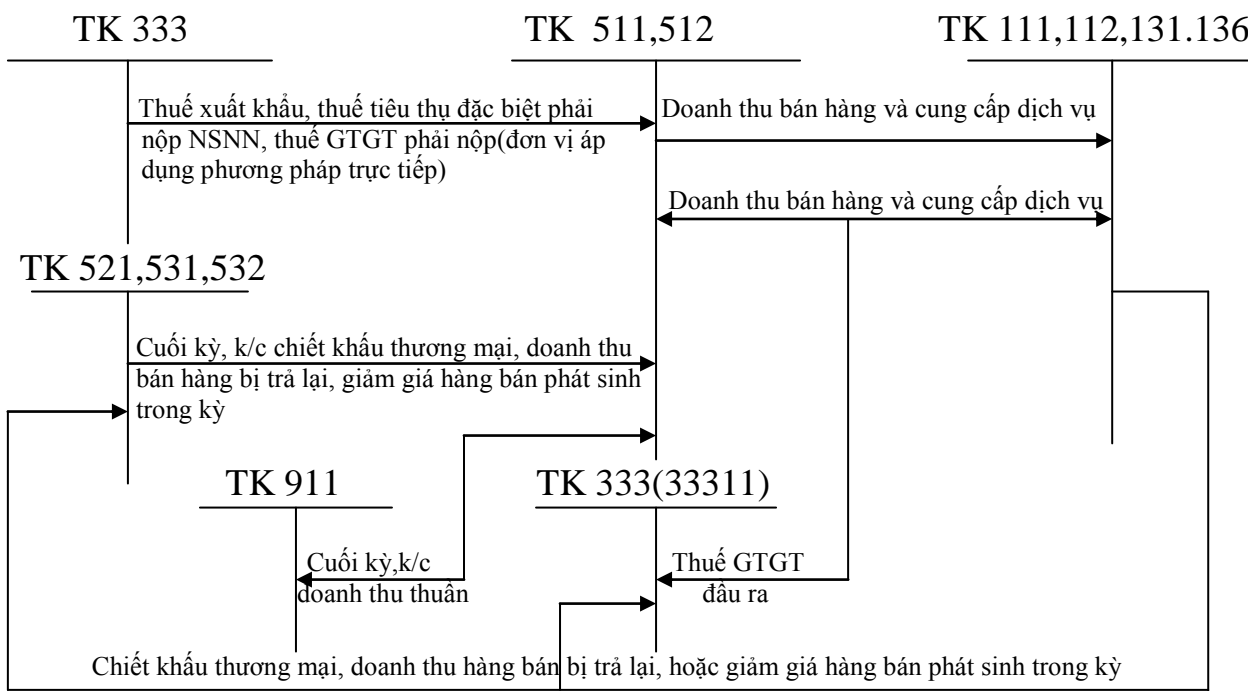 TK 333
TK 511,512
TK 111,112,131.136
Thuế xuất khẩu, thuế tiêu thụ đặc biệt phải
nộp NSNN, thuế GTGT phải nộp(đơn vị áp
dụng phương pháp trực tiếp)
Doanh thu bán hàng và cung cấp dịch vụ
Doanh thu bán hàng và cung cấp dịch vụ
TK 521,531,532
Cuối kỳ, k/c chiết khấu thương mại, doanh thu
bán hàng bị trả lại, giảm giá hàng bán phát sinh
trong kỳ
TK 911
TK 333(33311)
Cuối kỳ,k/c
doanh thu thuần
Thuế GTGT
đầu ra
Chiết khấu thương mại, doanh thu hàng bán bị trả lại, hoặc giảm giá hàng bán phát sinh trong kỳ